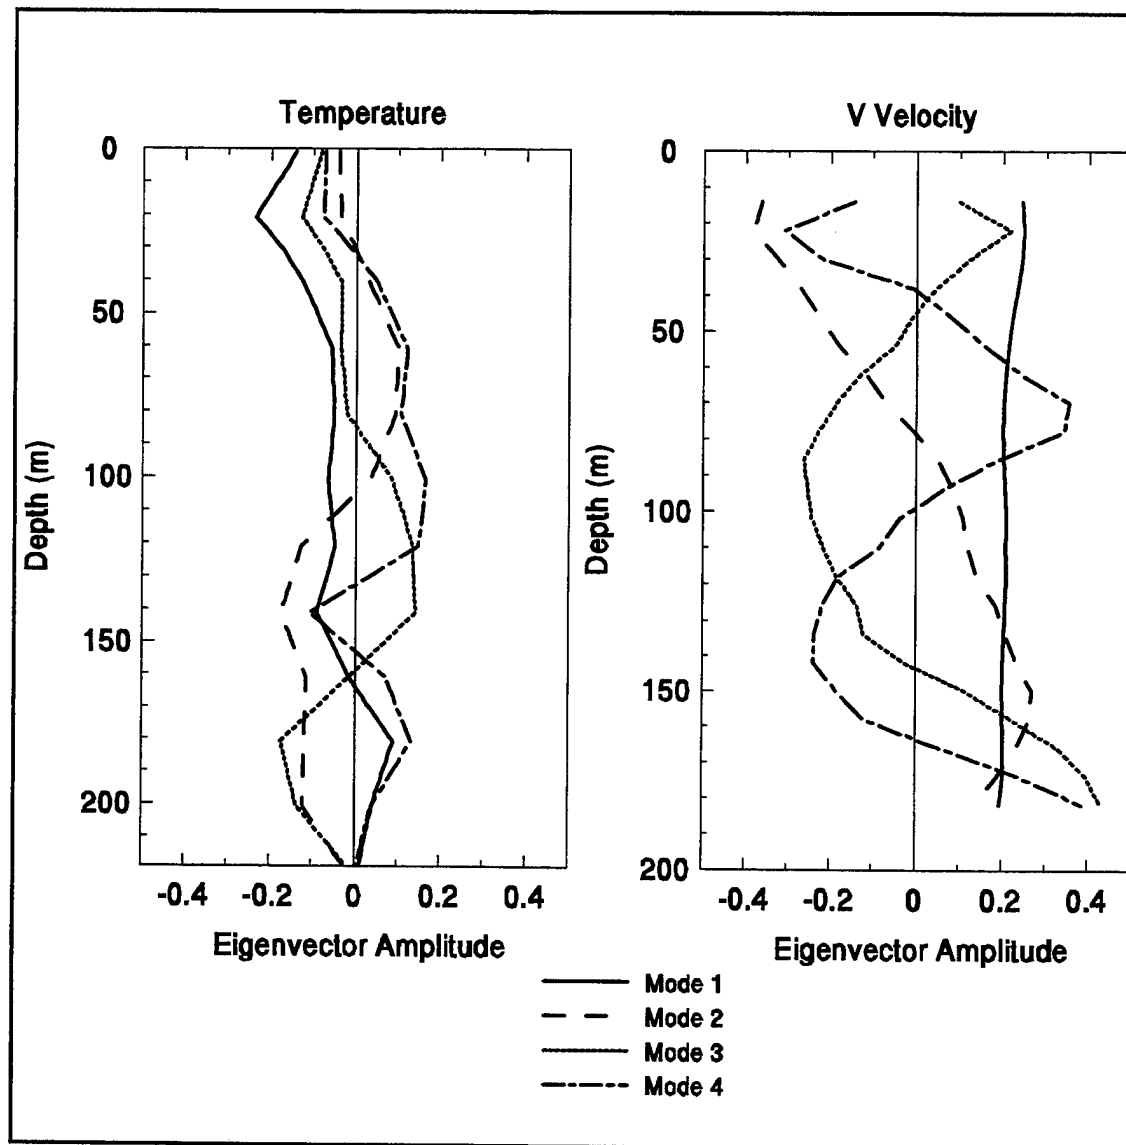 Temperature
0
50
100
150
200
Depth (m)
-0.4 -0.2 0 0.2 0.4
Eigenvector Amplitude
V Velocity
0
50
100
150
200
Depth (m)
-0.4 -0.2 0 0.2 0.4
Eigenvector Amplitude
Mode 1
Mode 2
Mode 3
Mode 4